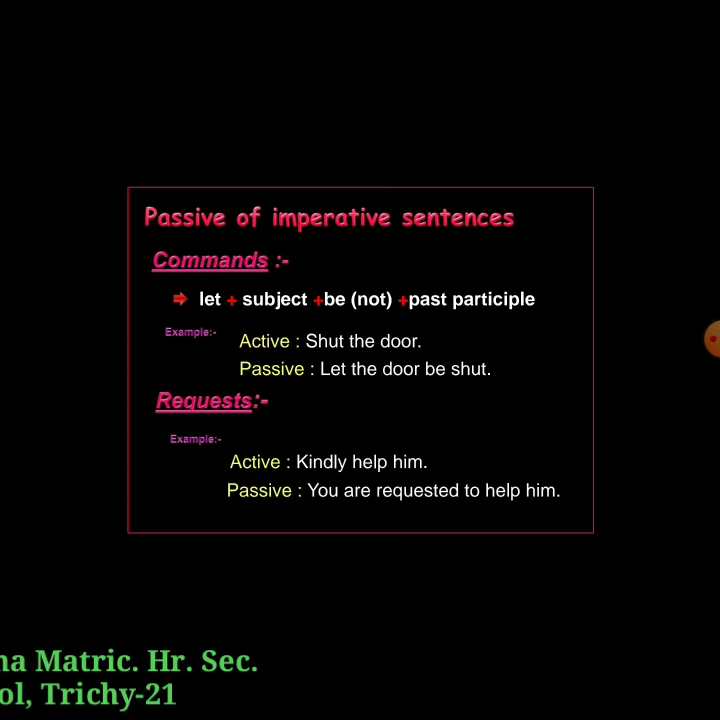 Passive of imperative sentences
Commands :-
let + subject +be (not) +past participle
Example:-
Active : Shut the door.
Passive : Let the door be shut.
Requests:-
Example:-
Active : Kindly help him.
Passive : You are requested to help him.
na Matric. Hr. Sec.
ol, Trichy-21